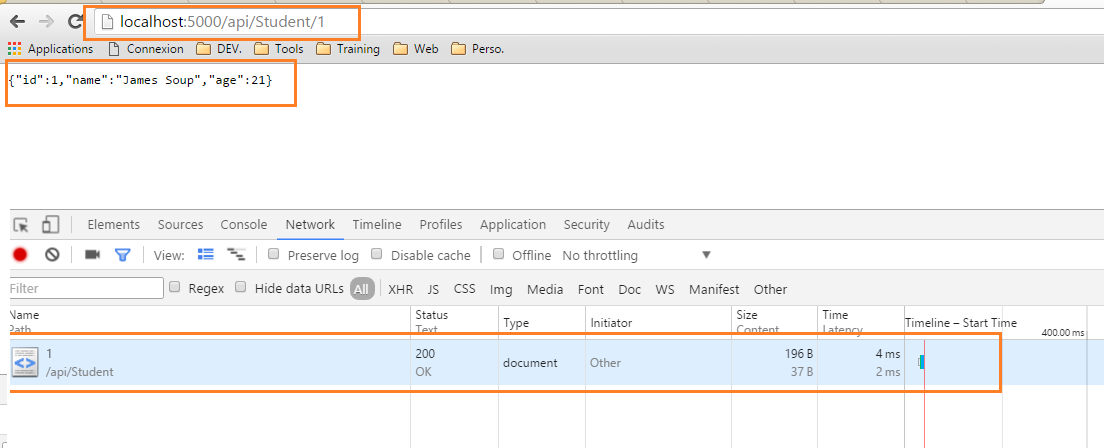 localhost:5000/api/Student/1
Applications Connexion DEV. Tools Training Web Perso.
{"id":1,"name":"James Soup","age":21}
Elements Sources Console Network Timeline Profiles Application Security Audits
View: Preserve log Disable cache Offline No throttling
Filter Regex Hide data URLs All XHR JS CSS Img Media Font Doc WS Manifest Other
Name Status Type Initiator Size Time Timeline – Start Time
Path Text Content Latency 400.00 ms
1 200 document Other 196 B 4 ms
/api/Student OK 37 B 2 ms